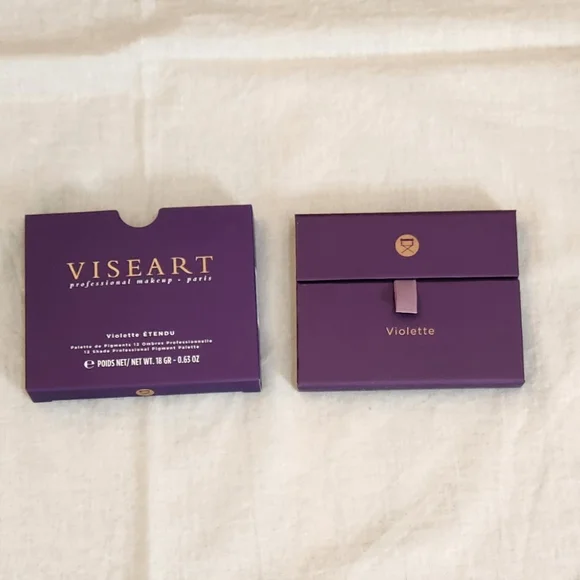 VISEART
professional makeup · paris
Violette ÉTENDU
Palette de Pigments 12 Ombres Professionnelle
12 Shade Professional Pigment Palette
℮ POIDS NET/ NET WT. 18 GR - 0.63 OZ
Violette